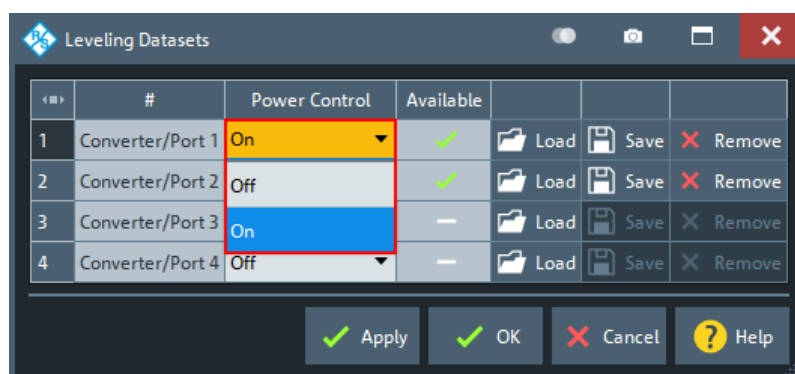 Leveling Datasets
# Power Control Available
1 Converter/Port 1 On Load Save Remove
2 Converter/Port 2 Off Load Save Remove
3 Converter/Port 3 On Load Save Remove
4 Converter/Port 4 Off Load Save Remove
Apply OK Cancel ? Help